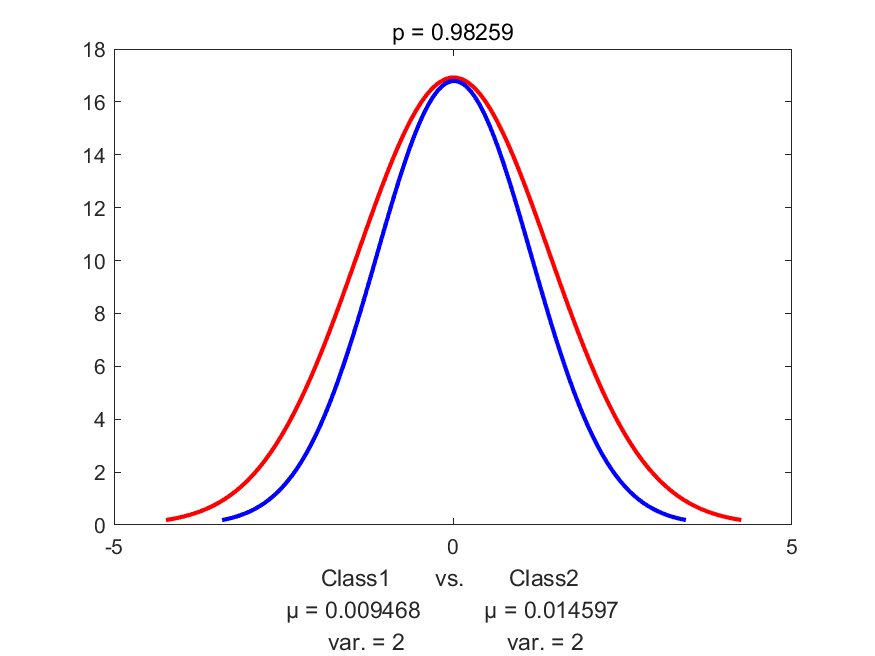 p = 0.98259
18
16
14
12
10
8
6
4
2
0
-5 0 5
Class1 vs. Class2
μ = 0.009468 μ = 0.014597
var. = 2 var. = 2